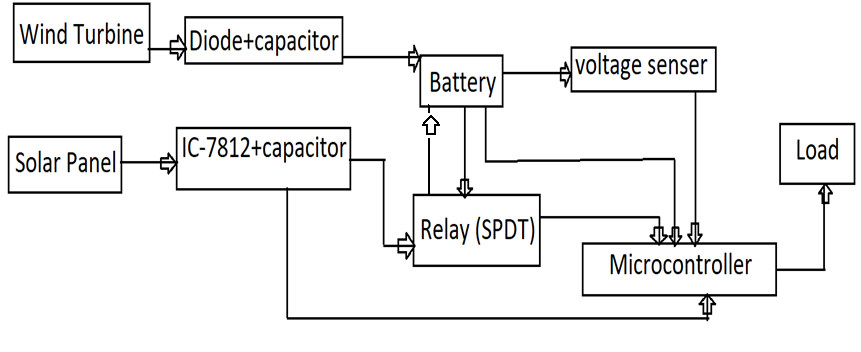 Wind Turbine
Diode+capacitor
Battery
voltage senser
Solar Panel
IC-7812+capacitor
Relay (SPDT)
Load
Microcontroller